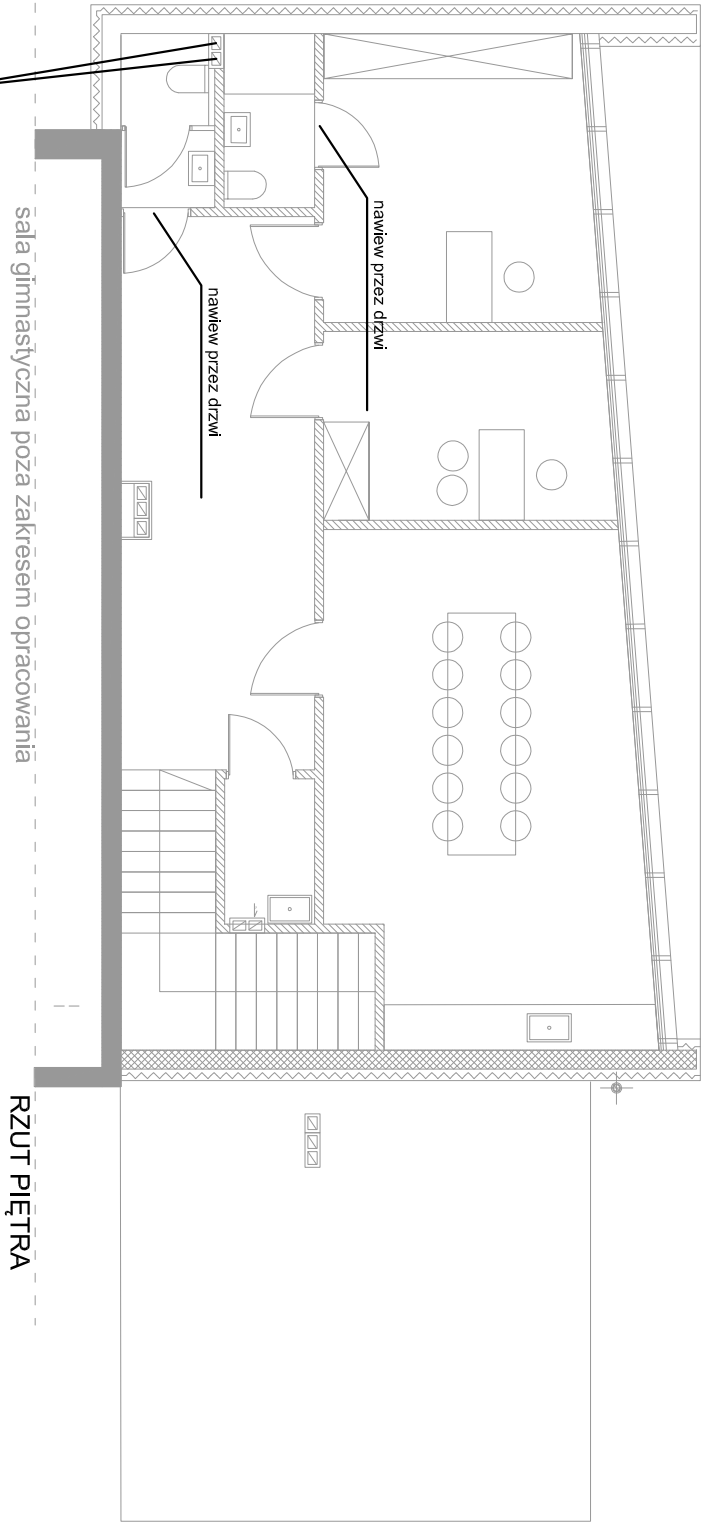 nawiew przez drzwi
nawiew przez drzwi
sala gimnastyczna poza zakresem opracowania
RZUT PIĘTRA